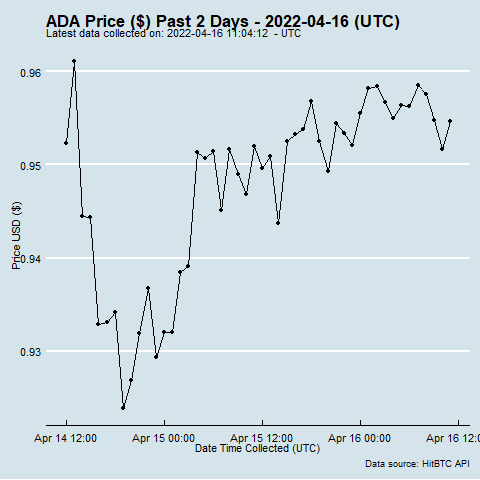 ADA Price ($) Past 2 Days - 2022-04-16 (UTC)
Latest data collected on: 2022-04-16 11:04:12 - UTC
0.96
0.95
0.94
0.93
Price USD ($)
Apr 14 12:00 Apr 15 00:00 Apr 15 12:00 Apr 16 00:00 Apr 16 12:0
Date Time Collected (UTC)
Data source: HitBTC API